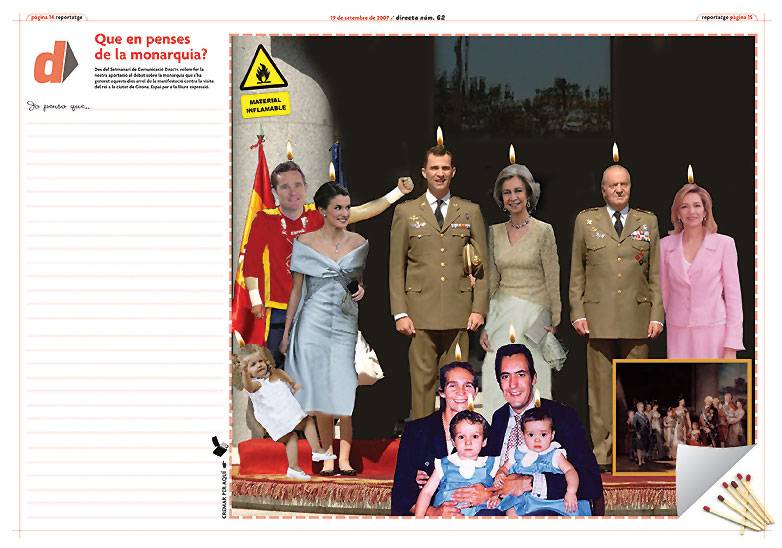 pàgina 14 reportatge
19 de setembre de 2007 / directa núm. 62
reportatge pàgina 15
d
Que en penses
de la monarquia?
Des del Setmanari de Comunicació Directa volem fer la
nostra aportació al debat sobre la monarquia que s'ha
generat aquests dies arrel de la manifestació contra la visita
del rei a la ciutat de Girona. Espai per a la lliure expressió.
Jo penso que...
MATERIAL
INFLAMABLE
CREMAR PER AQUÍ